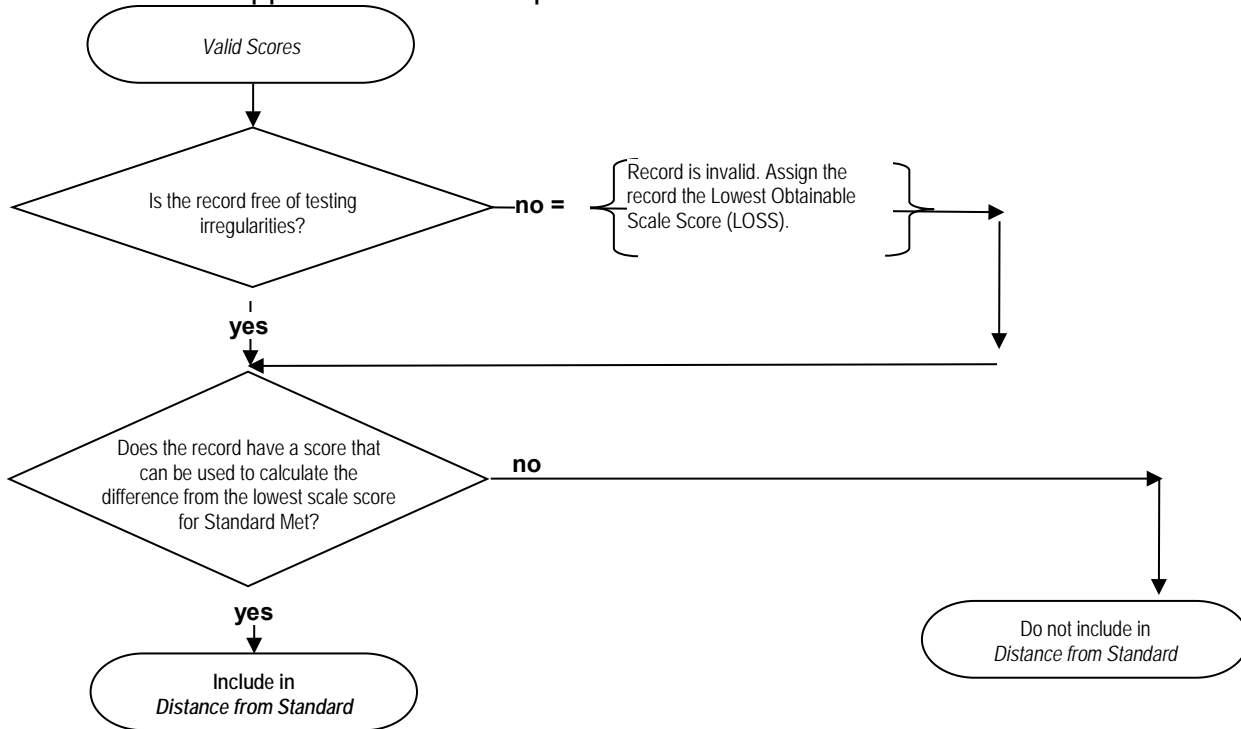 Valid Scores
Is the record free of testing
irregularities?
no =
Record is invalid. Assign the
record the Lowest Obtainable
Scale Score (LOSS).
yes
Does the record have a score that
can be used to calculate the
difference from the lowest scale score
for Standard Met?
no
yes
Include in
Distance from Standard
Do not include in
Distance from Standard